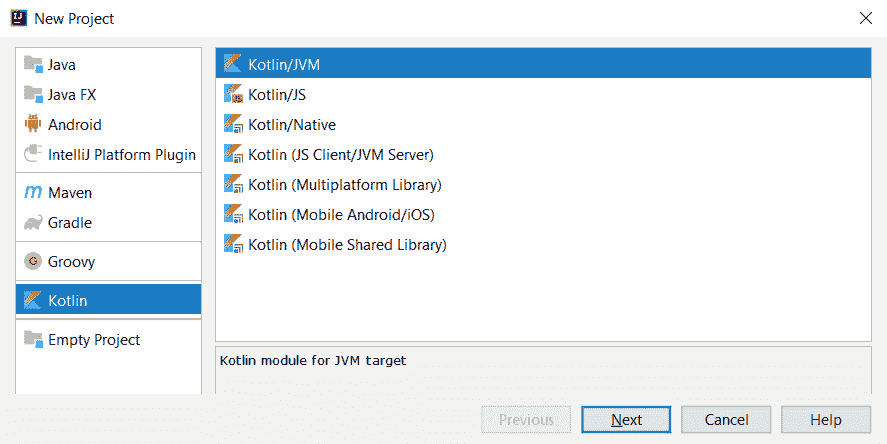 New Project
Java
Java FX
Android
IntelliJ Platform Plugin
Maven
Gradle
Groovy
Kotlin
Empty Project
Kotlin/JVM
Kotlin/JS
Kotlin/Native
Kotlin (JS Client/JVM Server)
Kotlin (Multiplatform Library)
Kotlin (Mobile Android/iOS)
Kotlin (Mobile Shared Library)
Kotlin module for JVM target
Previous Next Cancel Help